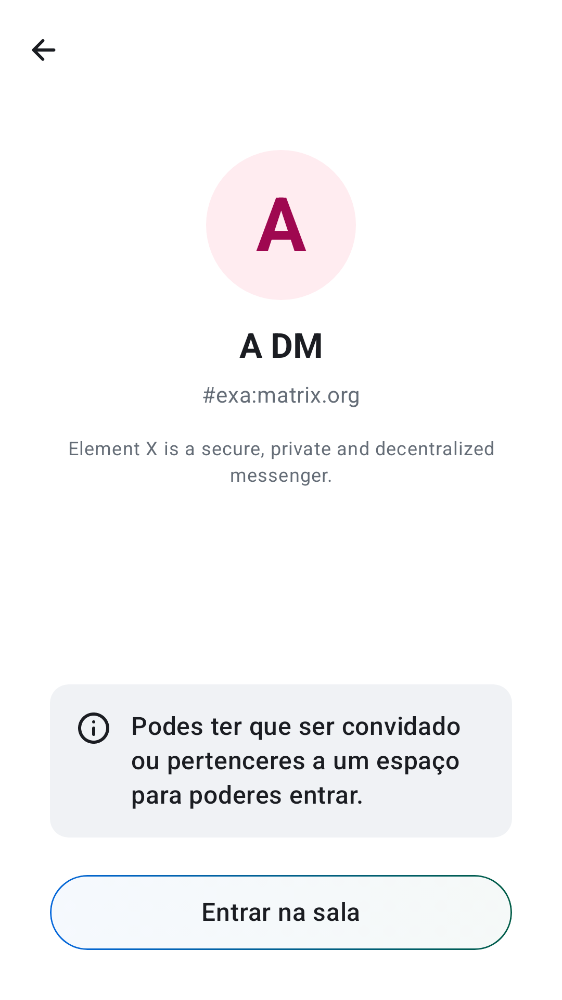 A
A DM
#exa:matrix.org
Element X is a secure, private and decentralized
messenger.
Podes ter que ser convidado
ou pertenceres a um espaço
para poderes entrar.
Entrar na sala